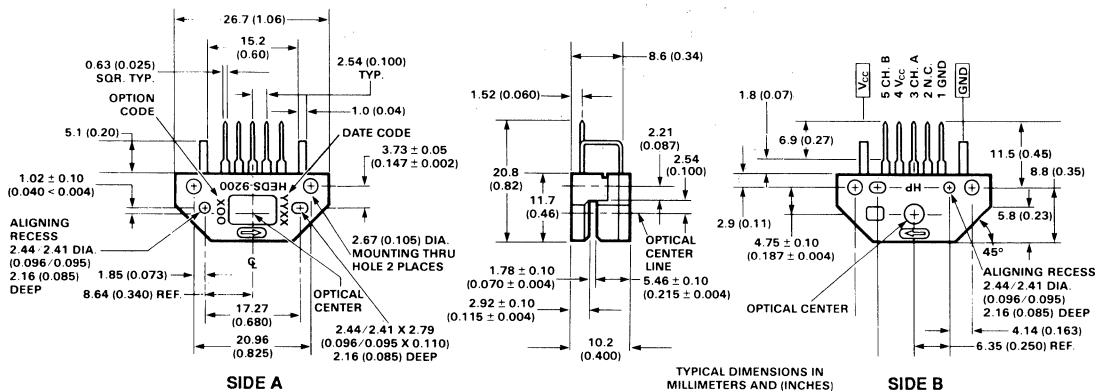 26.7 (1.06)
15.2
(0.60)
0.63 (0.025)
SQR. TYP.
2.54 (0.100)
TYP.
OPTION
CODE
1.0 (0.04)
DATE CODE
5.1 (0.20)
3.73 ± 0.05
(0.147 ± 0.002)
1.02 ± 0.10
(0.040 < 0.004)
HEDS-9200
XOO
YYXX
ALIGNING
RECESS
2.44/2.41 DIA.
(0.096/0.095)
2.16 (0.085)
DEEP
2.67 (0.105) DIA.
MOUNTING THRU
HOLE 2 PLACES
1.85 (0.073)
8.64 (0.340) REF.
OPTICAL
CENTER
17.27
(0.680)
2.44/2.41 X 2.79
(0.096/0.095 X 0.110)
2.16 (0.085) DEEP
20.96
(0.825)
SIDE A
8.6 (0.34)
1.52 (0.060)
2.21
(0.087)
2.54
(0.100)
20.8
(0.82)
11.7
(0.46)
OPTICAL
CENTER
LINE
1.78 ± 0.10
(0.070 ± 0.004)
5.46 ± 0.10
(0.215 ± 0.004)
2.92 ± 0.10
(0.115 ± 0.004)
10.2
(0.400)
TYPICAL DIMENSIONS IN
MILLIMETERS AND (INCHES)
VCC
5 CH. B
4 VCC
3 CH. A
2 N.C.
1 GND
GND
1.8 (0.07)
6.9 (0.27)
11.5 (0.45)
8.8 (0.35)
HP
2.9 (0.11)
5.8 (0.23)
4.75 ± 0.10
(0.187 ± 0.004)
45°
OPTICAL CENTER
ALIGNING RECESS
2.44/2.41 DIA.
(0.096/0.095)
2.16 (0.085) DEEP
4.14 (0.163)
6.35 (0.250) REF.
SIDE B